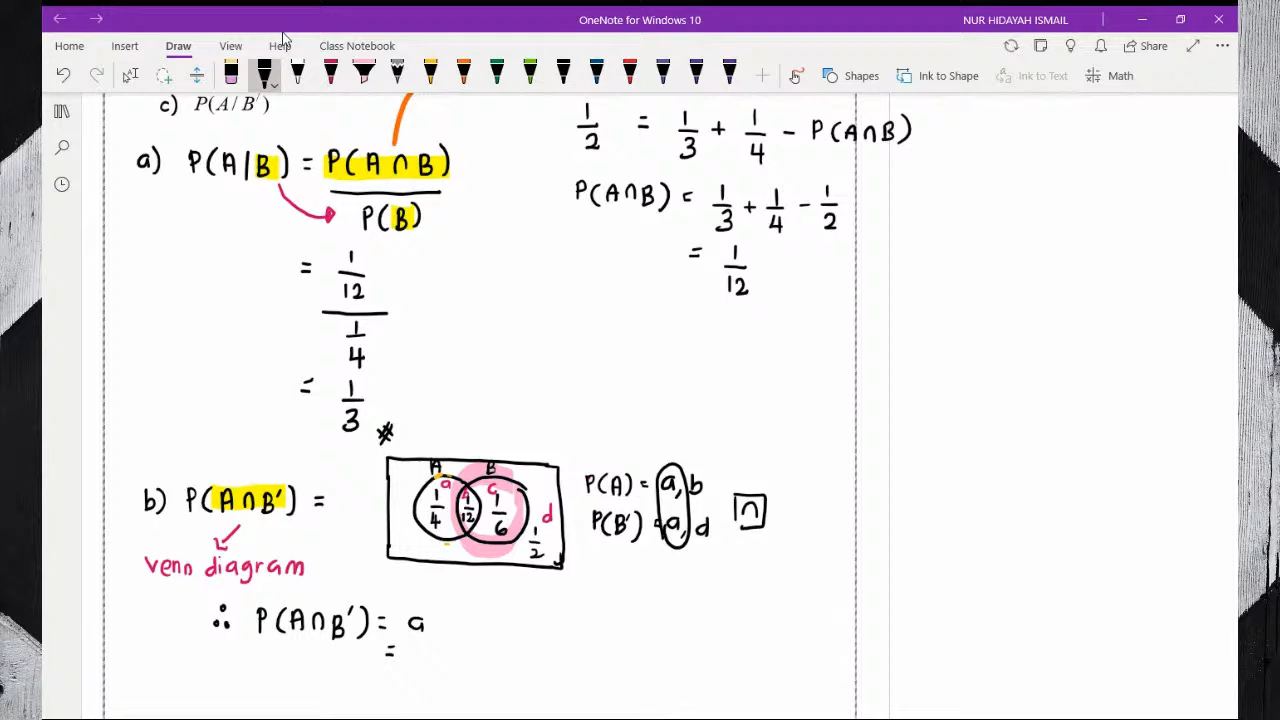 OneNote for Windows 10
NUR HIDAYAH ISMAIL
Home Insert Draw View Help Class Notebook
Share
Shapes Ink to Shape Ink to Text Math
c) P(A/B')
a) P(A|B) = P(A∩B)
P(B)
= 1
12
1
4
= 1
3
1/2 = 1/3 + 1/4 - P(A∩B)
P(A∩B) = 1/3 + 1/4 - 1/2
= 1/12
b) P(A∩B') =
venn diagram
A B
a c
1/4 1/12 1/6 d
1/2
P(A) = a, b
P(B') = a, d
∩
∴ P(A∩B') = a
=